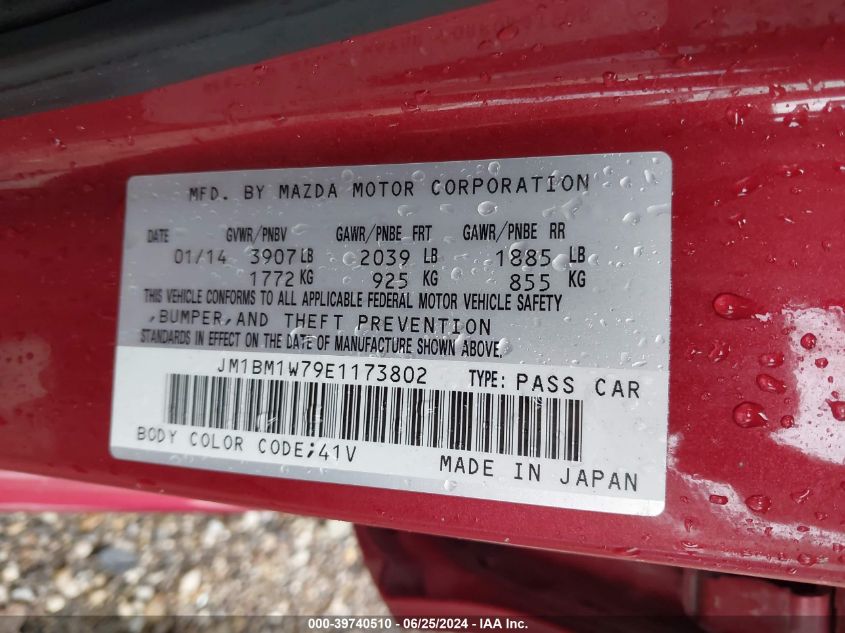 MFD. BY MAZDA MOTOR CORPORATION
DATE GVWR/PNBV GAWR/PNBE FRT GAWR/PNBE RR
01/14 3907 LB 2039 LB 1885 LB
1772 KG 925 KG 855 KG
THIS VEHICLE CONFORMS TO ALL APPLICABLE FEDERAL MOTOR VEHICLE SAFETY
,BUMPER,AND THEFT PREVENTION
STANDARDS IN EFFECT ON THE DATE OF MANUFACTURE SHOWN ABOVE.
JM1BM1W79E1173802 TYPE: PASS CAR
BODY COLOR CODE;41V
MADE IN JAPAN
000-39740510 - 06/25/2024 - IAA Inc.